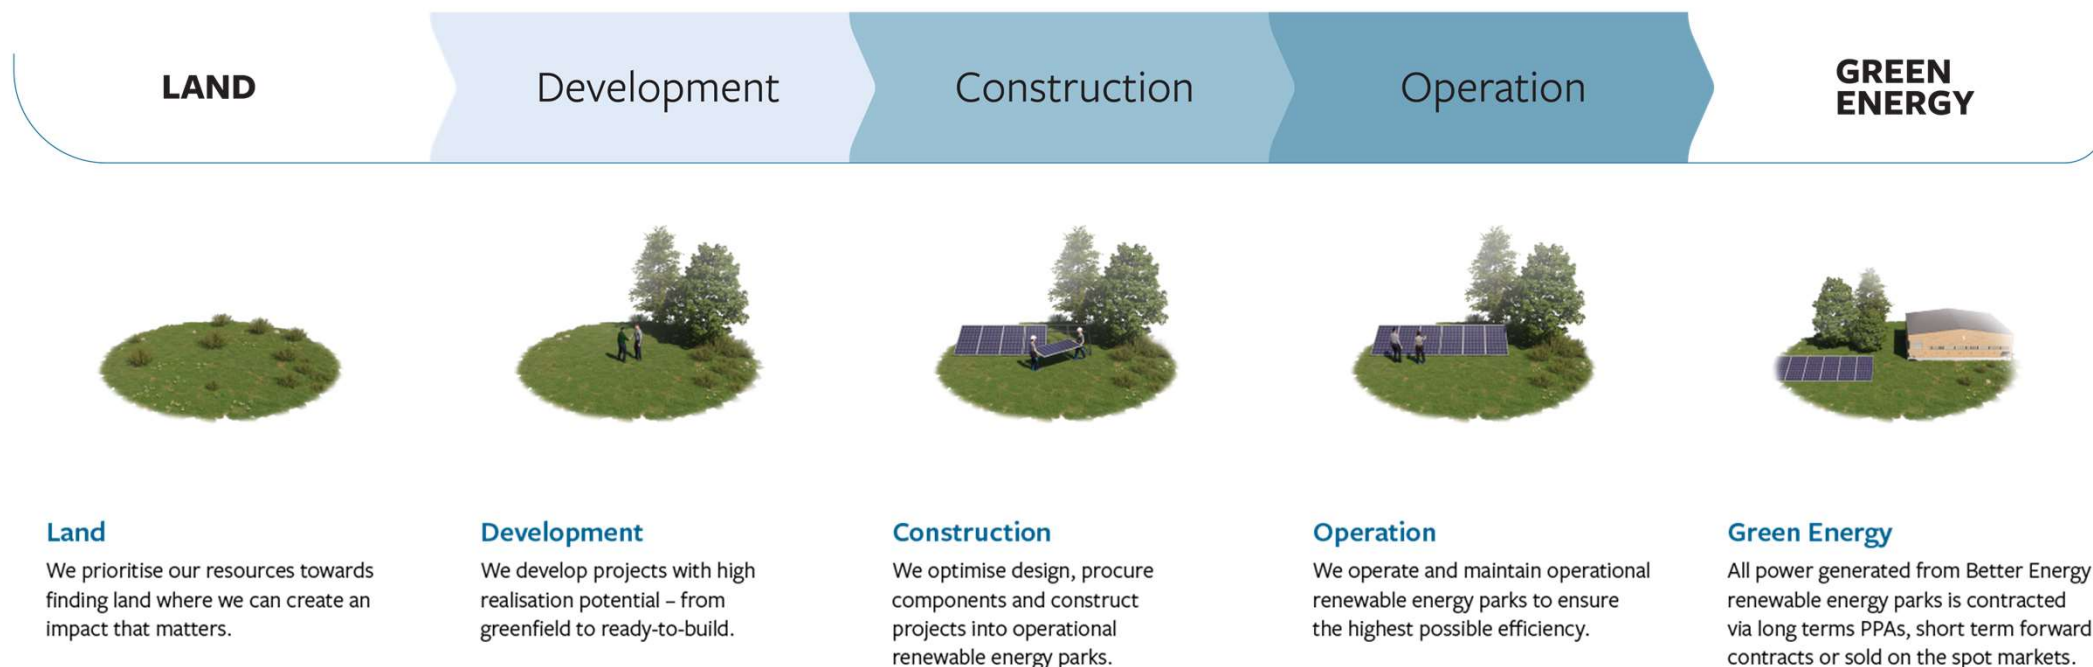 LAND
Development
Construction
Operation
GREEN
ENERGY
Land
We prioritise our resources towards
finding land where we can create an
impact that matters.
Development
We develop projects with high
realisation potential – from
greenfield to ready-to-build.
Construction
We optimise design, procure
components and construct
projects into operational
renewable energy parks.
Operation
We operate and maintain operational
renewable energy parks to ensure
the highest possible efficiency.
Green Energy
All power generated from Better Energy
renewable energy parks is contracted
via long terms PPAs, short term forward
contracts or sold on the spot markets.